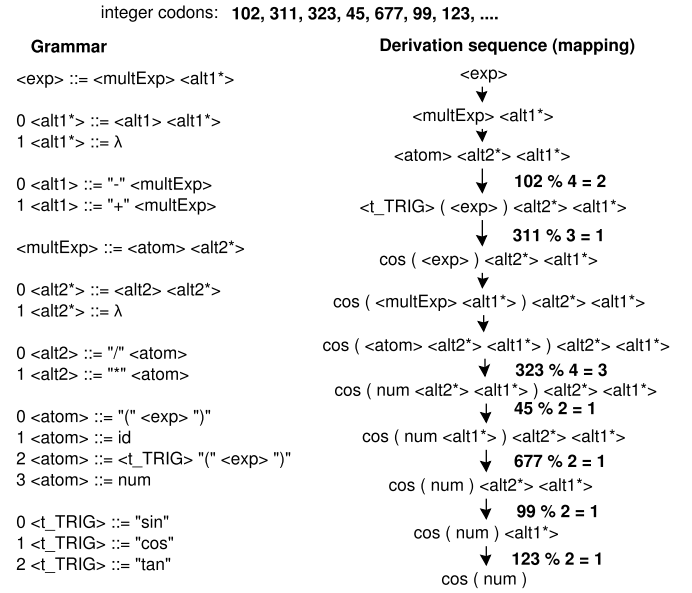 integer codons: 102, 311, 323, 45, 677, 99, 123, ....
Grammar
<exp> ::= <multExp> <alt1*>
0 <alt1*> ::= <alt1> <alt1*>
1 <alt1*> ::= λ
0 <alt1> ::= "-" <multExp>
1 <alt1> ::= "+" <multExp>
<multExp> ::= <atom> <alt2*>
0 <alt2*> ::= <alt2> <alt2*>
1 <alt2*> ::= λ
0 <alt2> ::= "/" <atom>
1 <alt2> ::= "*" <atom>
0 <atom> ::= "(" <exp> ")"
1 <atom> ::= id
2 <atom> ::= <t_TRIG> "(" <exp> ")"
3 <atom> ::= num
0 <t_TRIG> ::= "sin"
1 <t_TRIG> ::= "cos"
2 <t_TRIG> ::= "tan"
Derivation sequence (mapping)
<exp>
<multExp> <alt1*>
<atom> <alt2*> <alt1*>
102 % 4 = 2
<t_TRIG> ( <exp> ) <alt2*> <alt1*>
311 % 3 = 1
cos ( <exp> ) <alt2*> <alt1*>
cos ( <multExp> <alt1*> ) <alt2*> <alt1*>
cos ( <atom> <alt2*> <alt1*> ) <alt2*> <alt1*>
323 % 4 = 3
cos ( num <alt2*> <alt1*> ) <alt2*> <alt1*>
45 % 2 = 1
cos ( num <alt1*> ) <alt2*> <alt1*>
677 % 2 = 1
cos ( num ) <alt2*> <alt1*>
99 % 2 = 1
cos ( num ) <alt1*>
123 % 2 = 1
cos ( num )